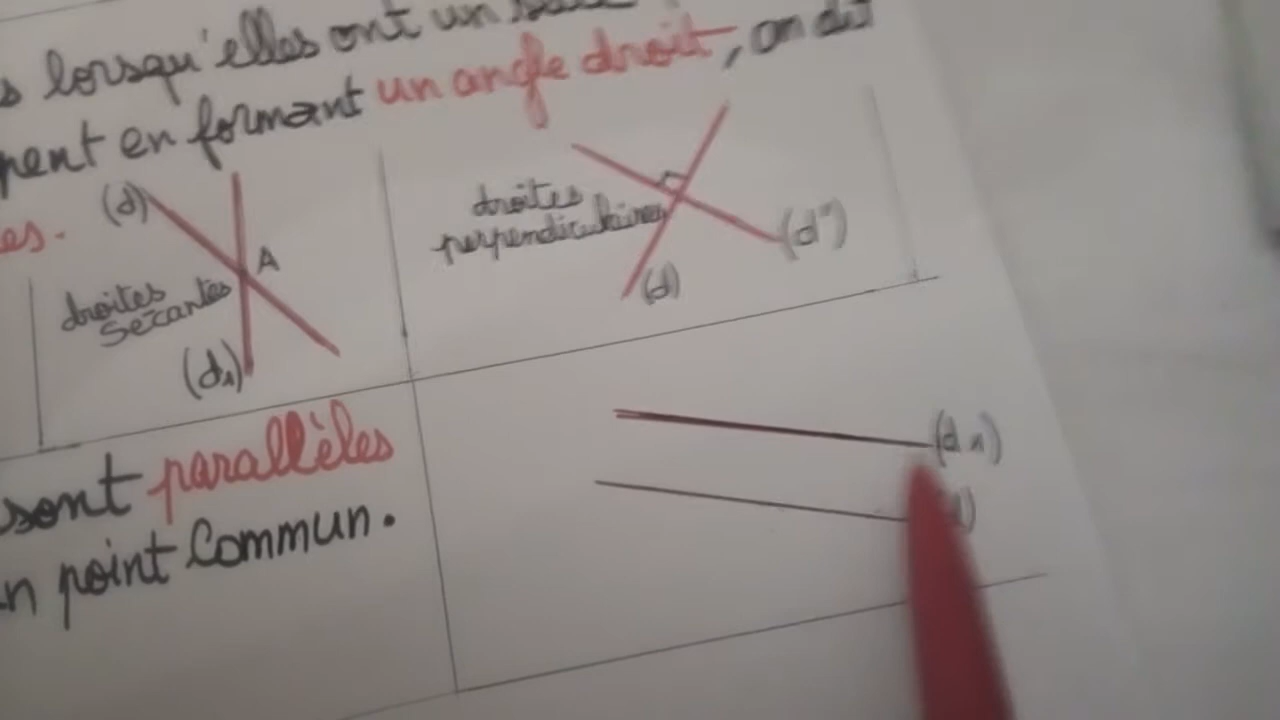 lorsqu'elles ont un
en formant un angle droit, on dit
es.
(d)
A
droites
sécantes
(d1)
droites
perpendiculaires
(d")
(d)
sont parallèles
point Commun.
(d1)